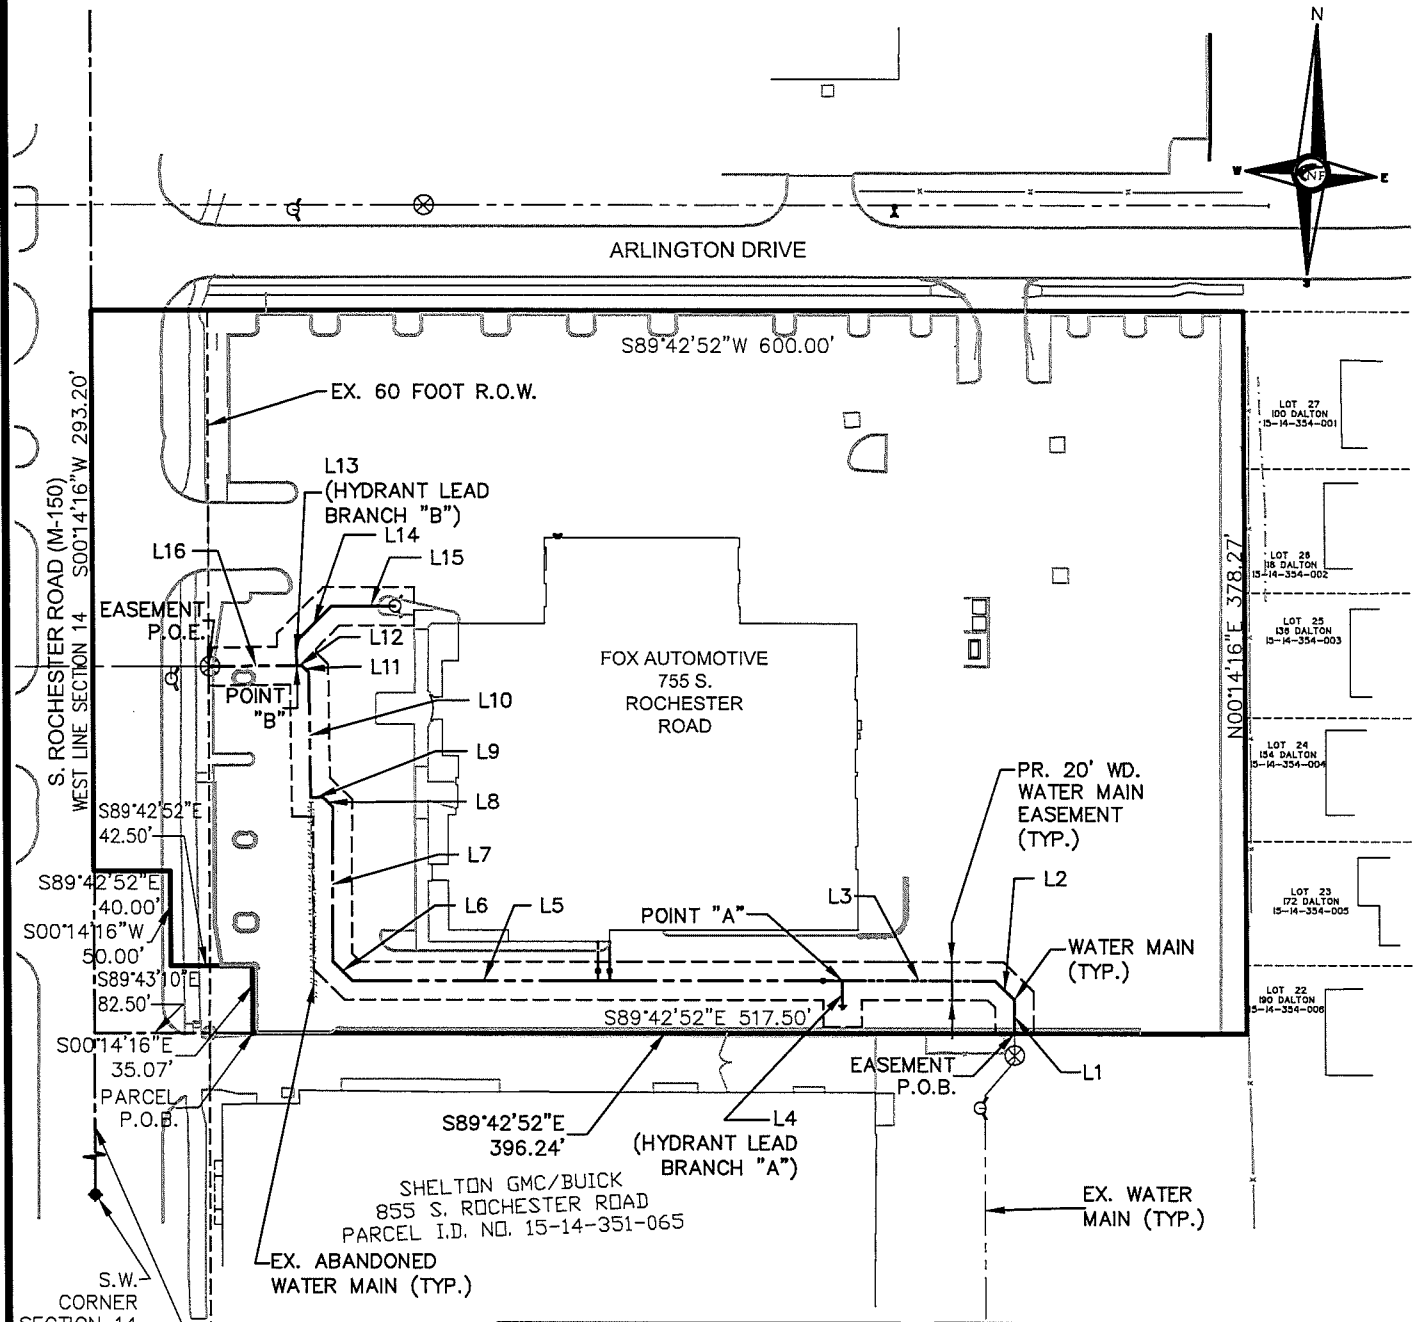 N
W
NF
E
S
ARLINGTON DRIVE
S89°42'52"W 600.00'
EX. 60 FOOT R.O.W.
S. ROCHESTER ROAD (M-150)
WEST LINE SECTION 14 S00°14'16"W 293.20'
L13
(HYDRANT LEAD
BRANCH "B")
L14
L15
L16
EASEMENT
P.O.E.
L12
L11
POINT
"B"
L10
L9
L8
L7
L6
L5
FOX AUTOMOTIVE
755 S.
ROCHESTER
ROAD
N00°14'16"E 378.27'
LOT 27
100 DALTON
15-14-354-001
LOT 26
118 DALTON
15-14-354-002
LOT 25
136 DALTON
15-14-354-003
LOT 24
154 DALTON
15-14-354-004
LOT 23
172 DALTON
15-14-354-005
LOT 22
190 DALTON
15-14-354-006
PR. 20' WD.
WATER MAIN
EASEMENT
(TYP.)
L3
L2
POINT "A"
WATER MAIN
(TYP.)
S89°42'52"E
42.50'
S89°42'52"E
40.00'
S00°14'16"W
50.00'
S89°43'10"E
82.50'
S00°14'16"E
35.07'
PARCEL
P.O.B.
S89°42'52"E 517.50'
EASEMENT
P.O.B.
L1
S89°42'52"E
396.24'
L4
(HYDRANT LEAD
BRANCH "A")
SHELTON GMC/BUICK
855 S. ROCHESTER ROAD
PARCEL I.D. NO. 15-14-351-065
EX. WATER
MAIN (TYP.)
EX. ABANDONED
WATER MAIN (TYP.)
S.W.
CORNER
SECTION 14